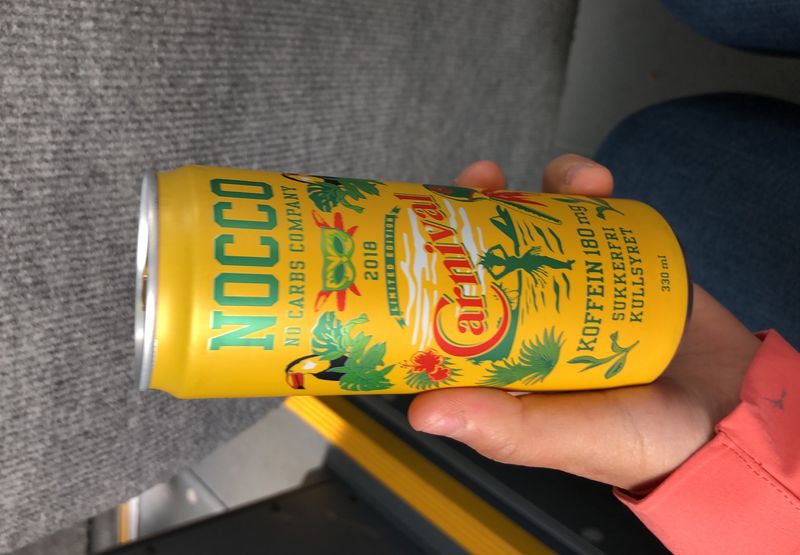 NOCCO
NO CARBS COMPANY
2018
LIMITED EDITION
Carnival
KOFFEIN 180 mg
SUKKERFRI
KULLSYRET
330 ml